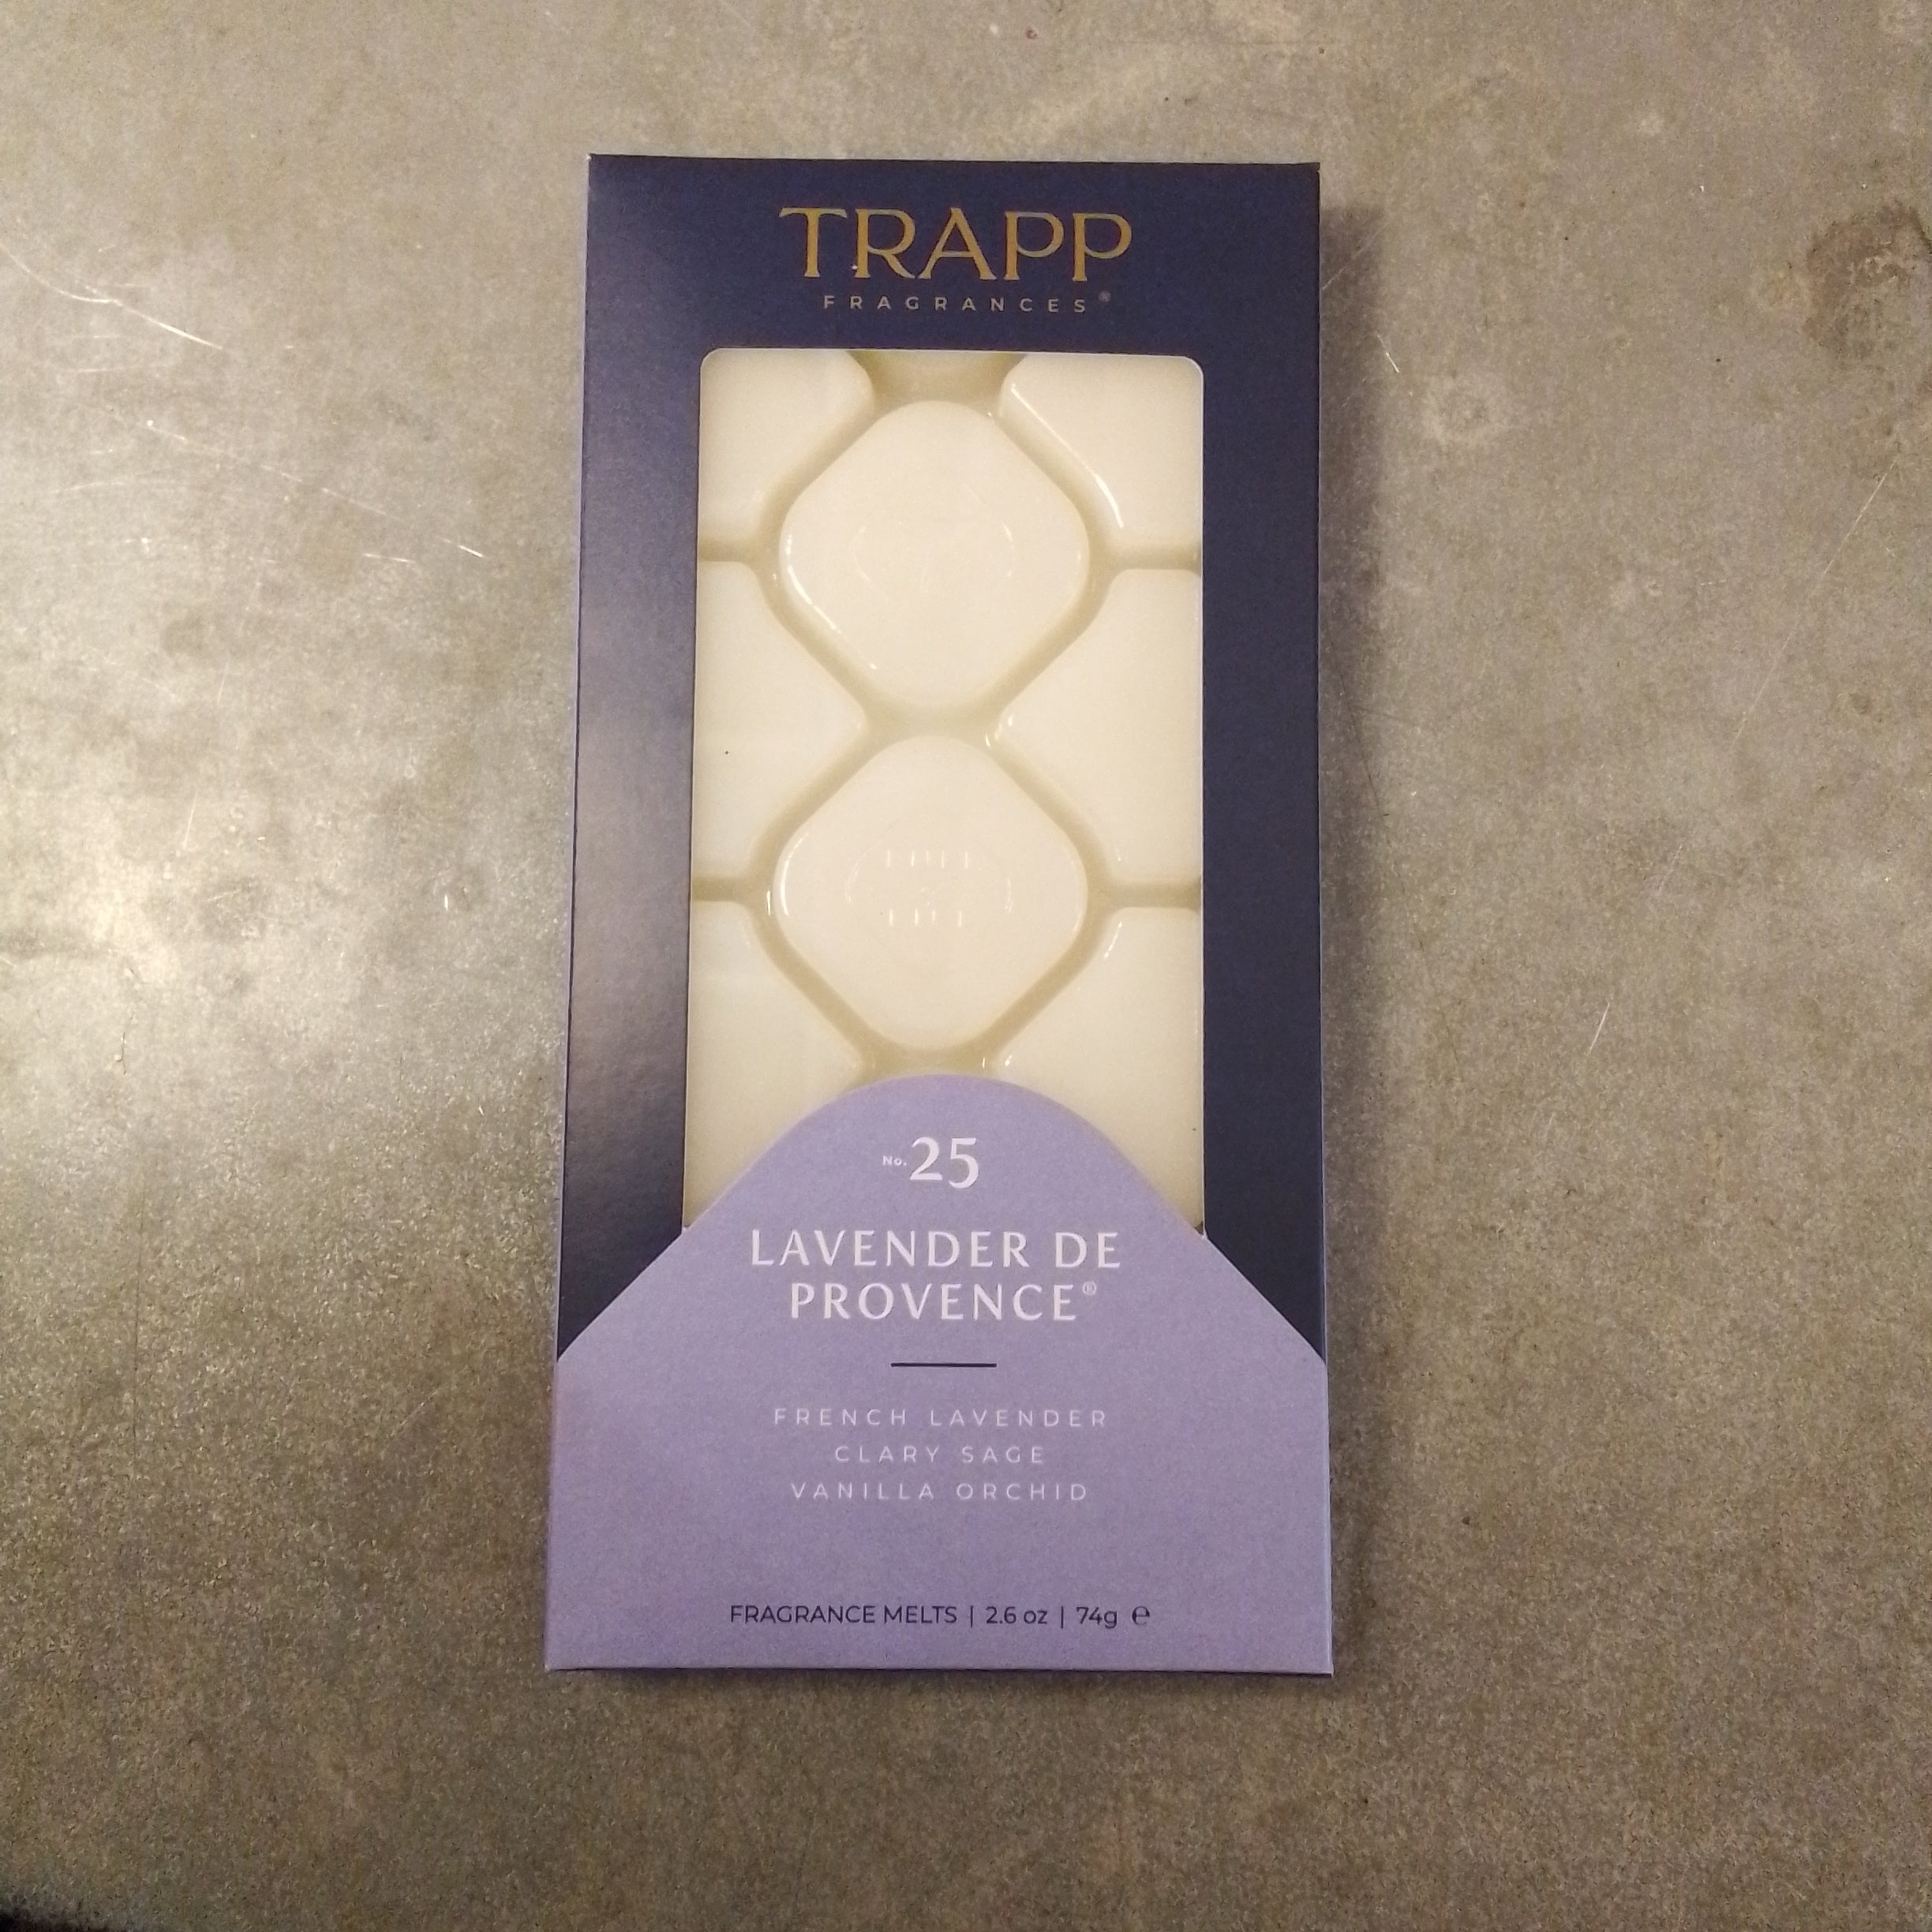 TRAPP
FRAGRANCES®
No. 25
LAVENDER DE
PROVENCE®
FRENCH LAVENDER
CLARY SAGE
VANILLA ORCHID
FRAGRANCE MELTS | 2.6 oz | 74g ℮